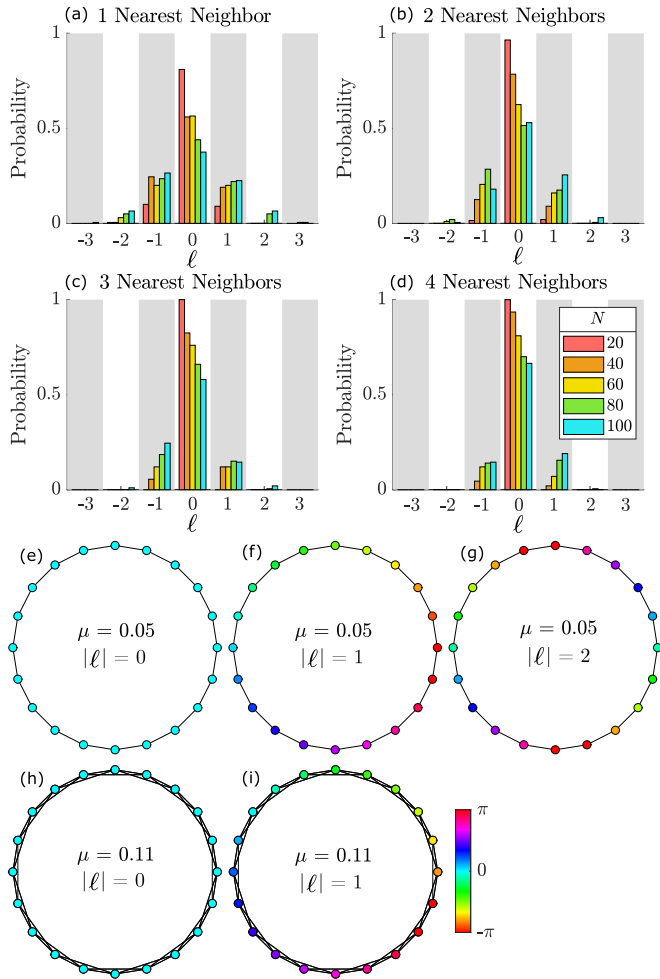 (a) 1 Nearest Neighbor
(b) 2 Nearest Neighbors
Probability
1
0.5
0
-3 -2 -1 0 1 2 3
ℓ
Probability
1
0.5
0
-3 -2 -1 0 1 2 3
ℓ
(c) 3 Nearest Neighbors
(d) 4 Nearest Neighbors
Probability
1
0.5
0
-3 -2 -1 0 1 2 3
ℓ
Probability
1
0.5
0
-3 -2 -1 0 1 2 3
ℓ
N
20
40
60
80
100
(e)
μ = 0.05
|ℓ| = 0
(f)
μ = 0.05
|ℓ| = 1
(g)
μ = 0.05
|ℓ| = 2
(h)
μ = 0.11
|ℓ| = 0
(i)
μ = 0.11
|ℓ| = 1
π
0
-π